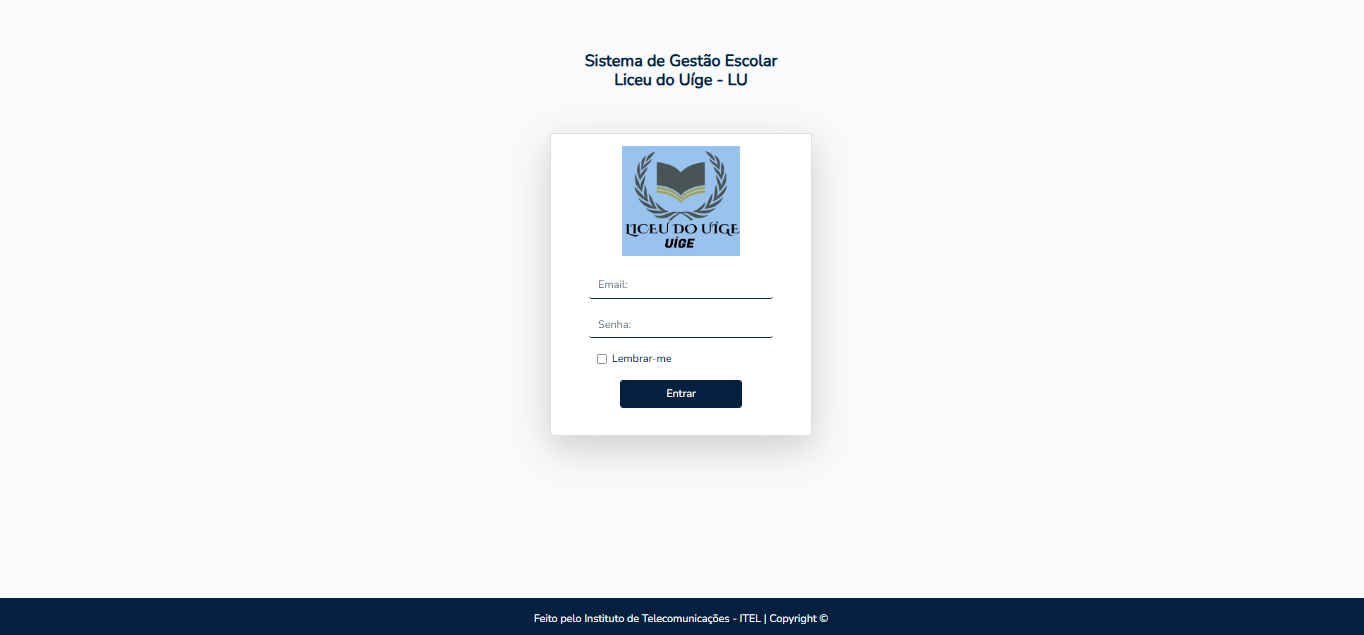 Sistema de Gestão Escolar
Liceu do Uíge - LU
LICEU DO UÍGE
UÍGE
Email:
Senha:
Lembrar-me
Entrar
Feito pelo Instituto de Telecomunicações - ITEL | Copyright ©